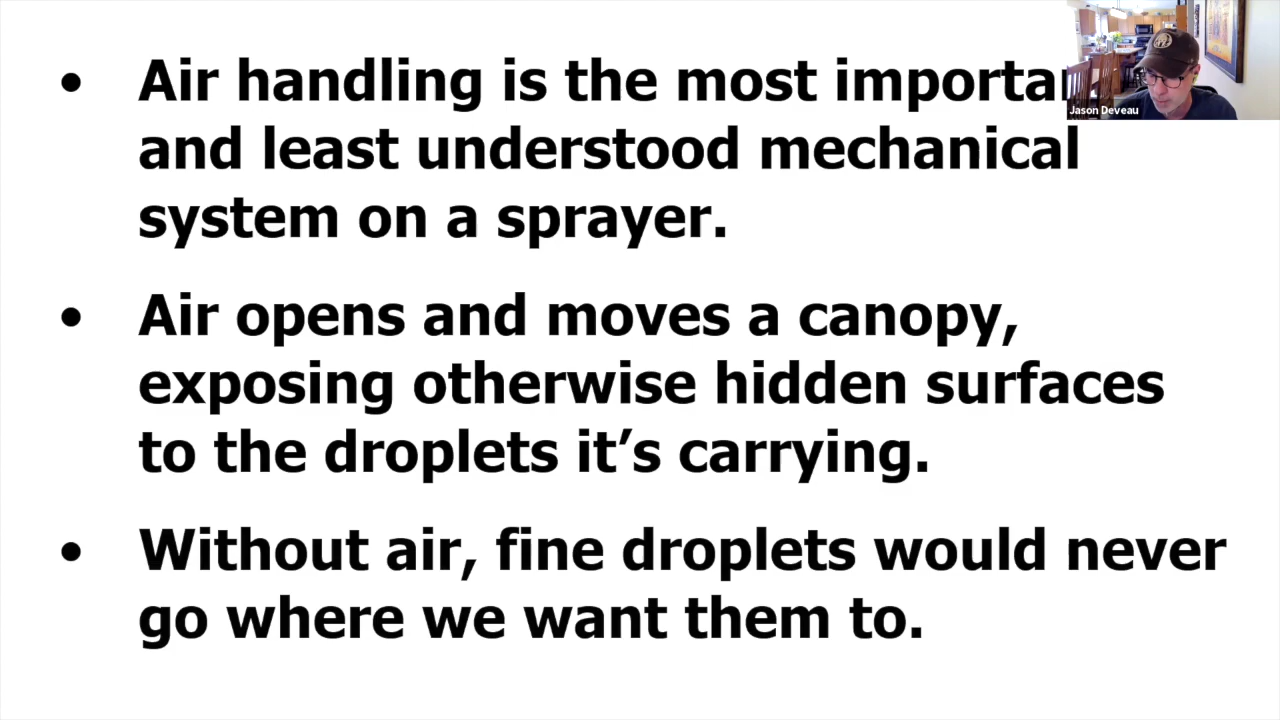 • Air handling is the most importan
and least understood mechanical
system on a sprayer.
• Air opens and moves a canopy,
exposing otherwise hidden surfaces
to the droplets it’s carrying.
• Without air, fine droplets would never
go where we want them to.
Jason Deveau